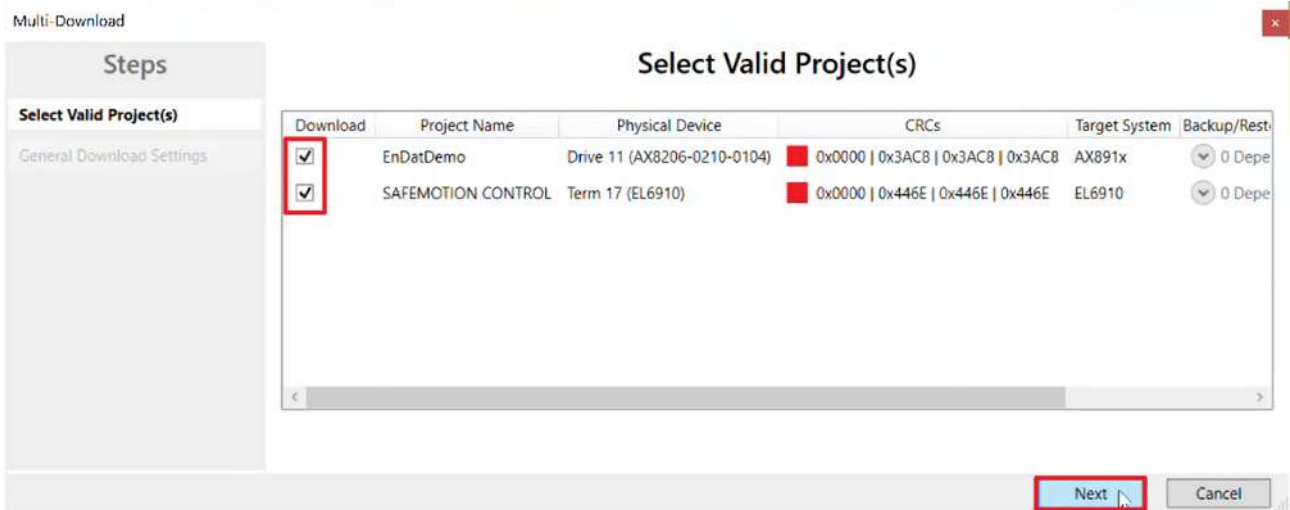 Multi-Download
Steps
Select Valid Project(s)
Select Valid Project(s)
General Download Settings
Download Project Name Physical Device CRCs Target System Backup/Rest
EnDatDemo Drive 11 (AX8206-0210-0104) 0x0000 | 0x3AC8 | 0x3AC8 | 0x3AC8 AX891x 0 Depe
SAFEMOTION CONTROL Term 17 (EL6910) 0x0000 | 0x446E | 0x446E | 0x446E EL6910 0 Depe
Next Cancel